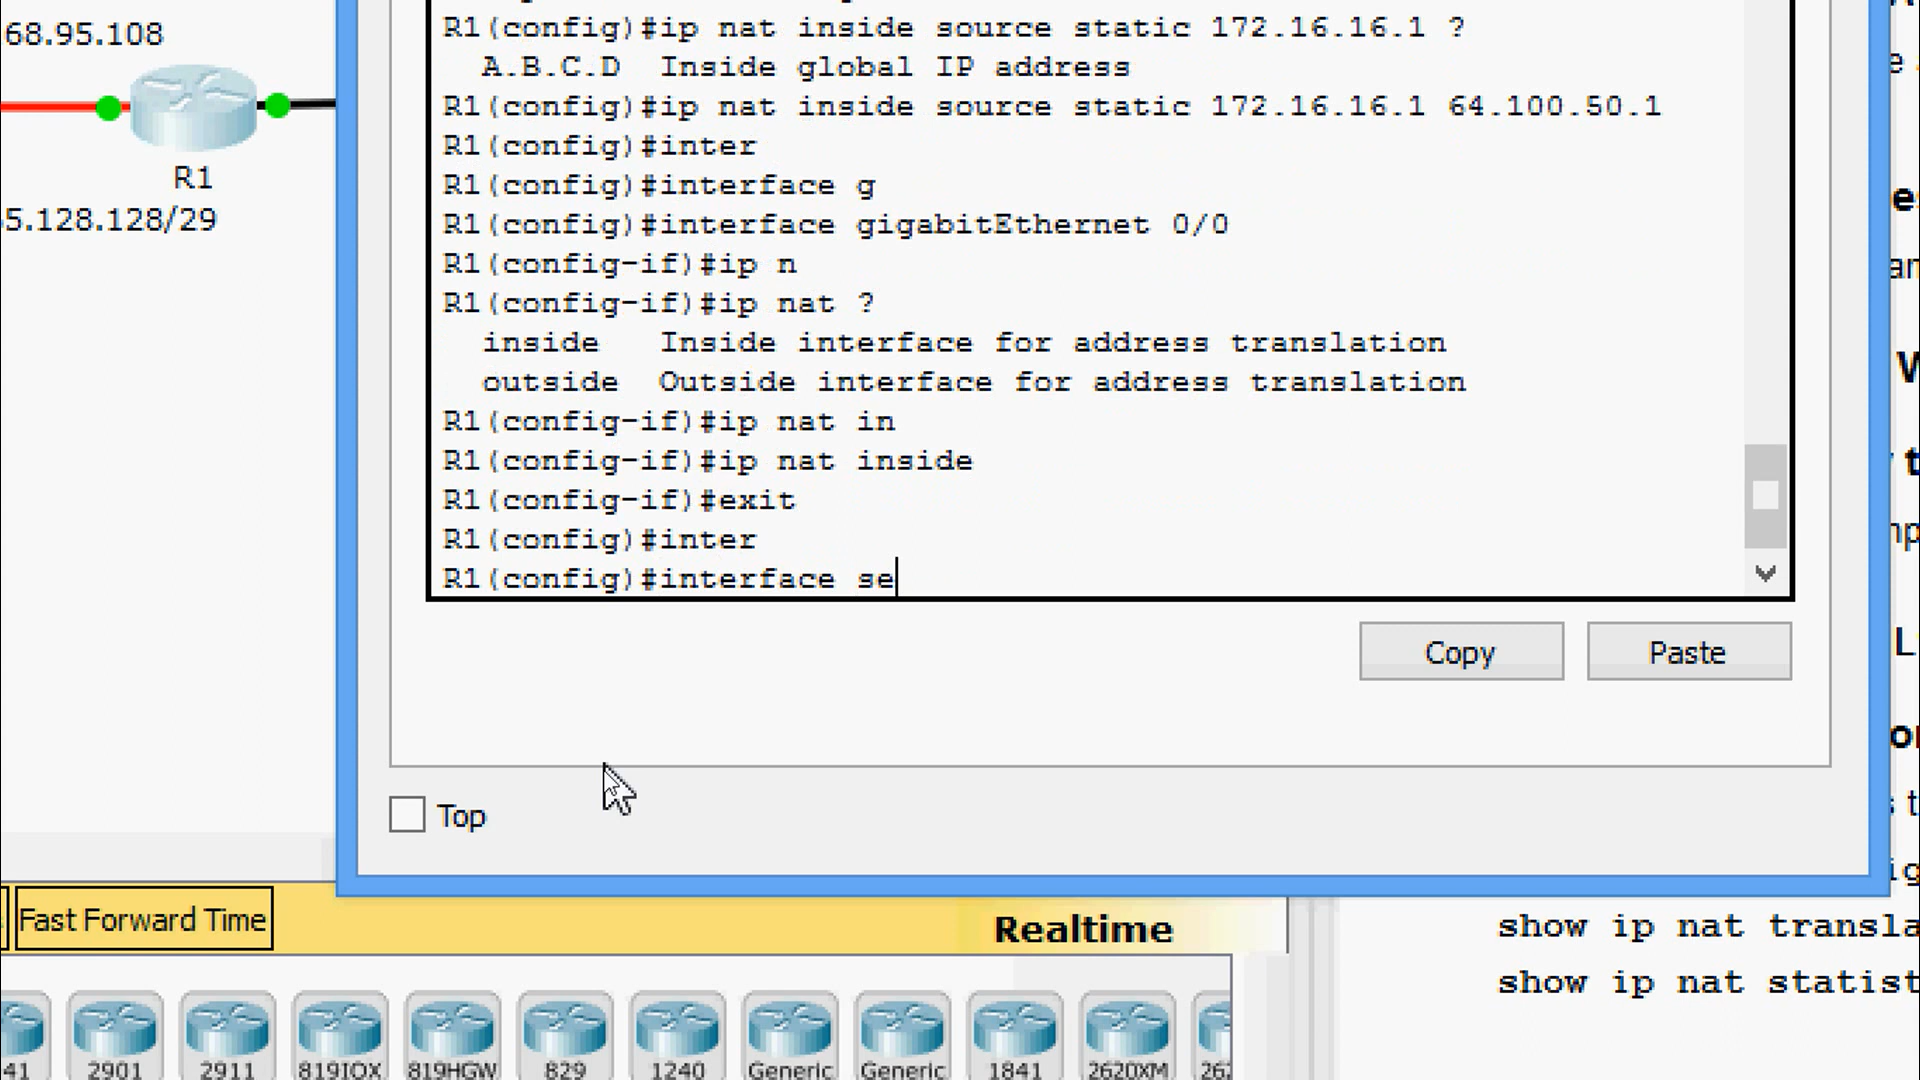 68.95.108
R1
5.128.128/29
R1(config)#ip nat inside source static 172.16.16.1 ?
A.B.C.D Inside global IP address
R1(config)#ip nat inside source static 172.16.16.1 64.100.50.1
R1(config)#inter
R1(config)#interface g
R1(config)#interface gigabitEthernet 0/0
R1(config-if)#ip n
R1(config-if)#ip nat ?
inside Inside interface for address translation
outside Outside interface for address translation
R1(config-if)#ip nat in
R1(config-if)#ip nat inside
R1(config-if)#exit
R1(config)#inter
R1(config)#interface se
Copy
Paste
Top
Fast Forward Time
Realtime
show ip nat transla
show ip nat statist
41
2901
2911
819IOX
819HGW
829
1240
Generic
Generic
1841
2620XM
262